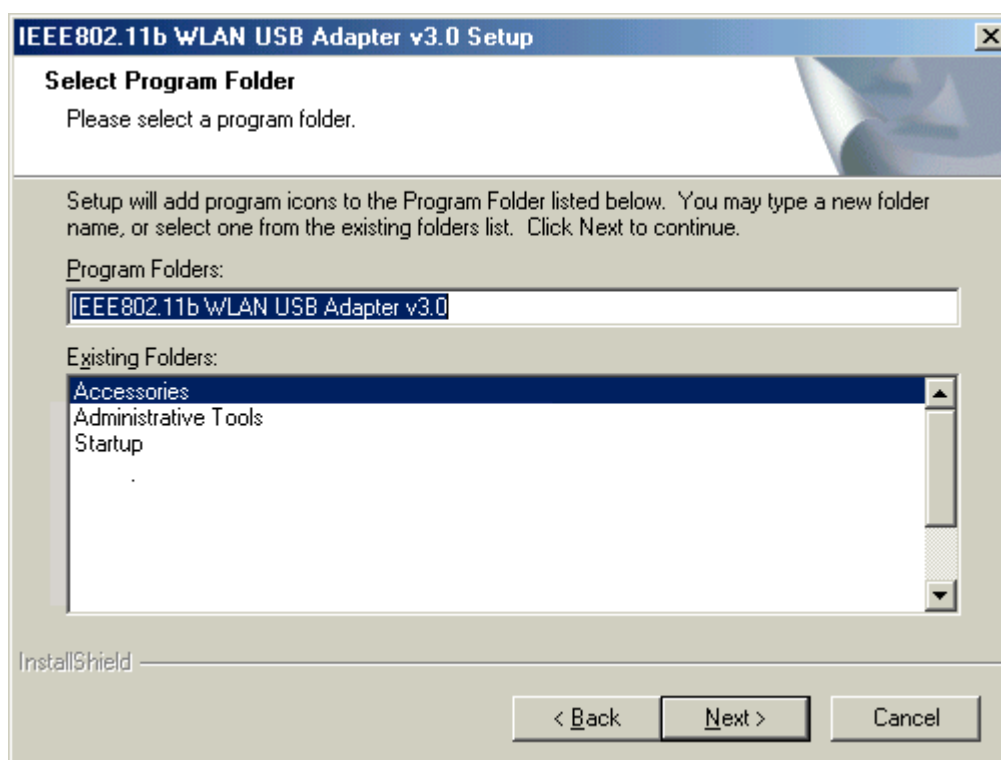 IEEE802.11b WLAN USB Adapter v3.0 Setup
Select Program Folder
Please select a program folder.
Setup will add program icons to the Program Folder listed below.  You may type a new folder
name, or select one from the existing folders list.  Click Next to continue.
Program Folders:
IEEE802.11b WLAN USB Adapter v3.0
Existing Folders:
Accessories
Administrative Tools
Startup
.
InstallShield
< Back
Next >
Cancel